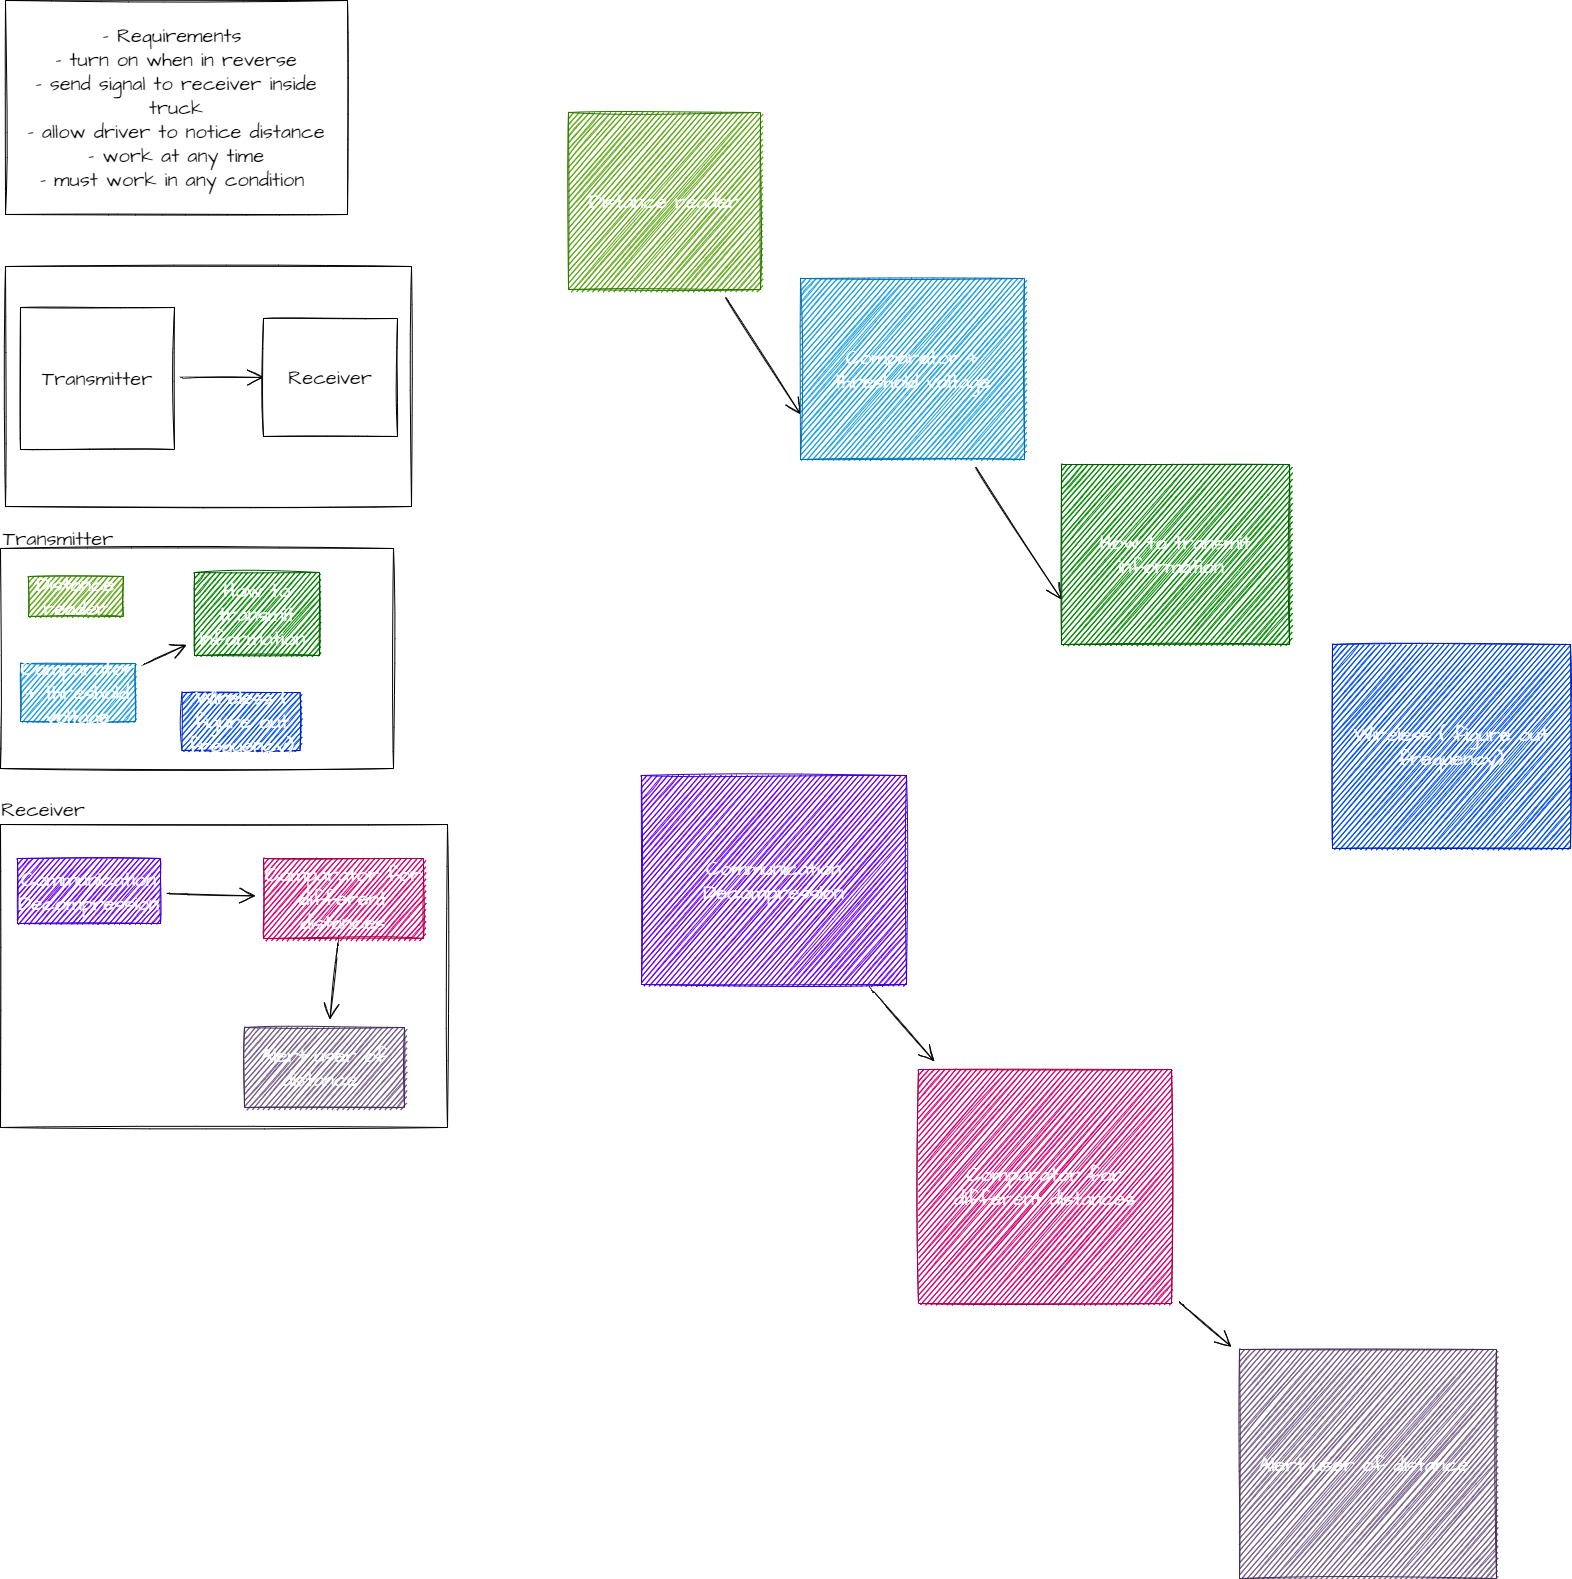 - Requirements
- turn on when in reverse
- send signal to receiver inside
truck
- allow driver to notice distance
- work at any time
- must work in any condition
Transmitter
Receiver
Transmitter
Distance
reader
How to
transmit
information
Comparator
+ threshold
voltage
Wireless (
figure out
frequency)
Receiver
Communication
Decompression
Comparator for
different
distances
Alert user of
distance
Distance reader
Comparator +
threshold voltage
How to transmit
information
Wireless ( figure out
frequency)
Communication
Decompression
Comparator for
different distances
Alert user of distance